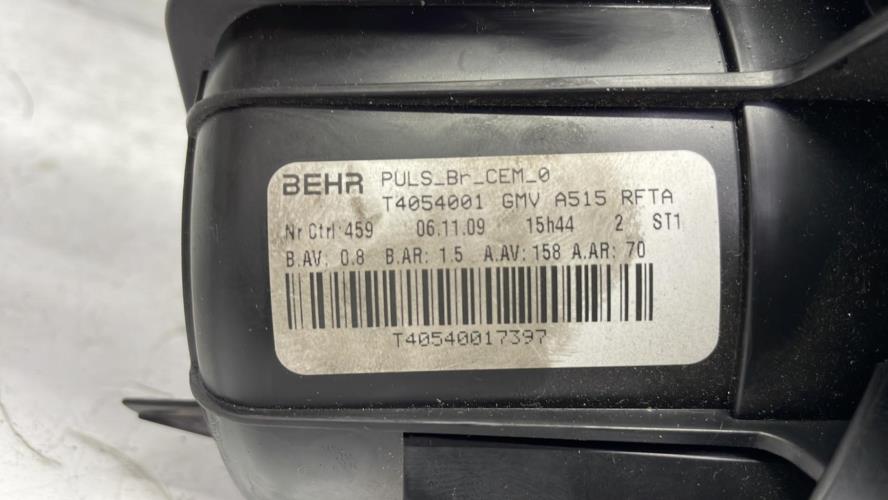 BEHR PULS_Br_CEM_0
T4054001 GMV A515 RFTA
Nr Ctrl:459 06.11.09 15h44 2 ST1
B.AV: 0.8 B.AR: 1.5 A.AV: 158 A.AR: 70
T40540017397